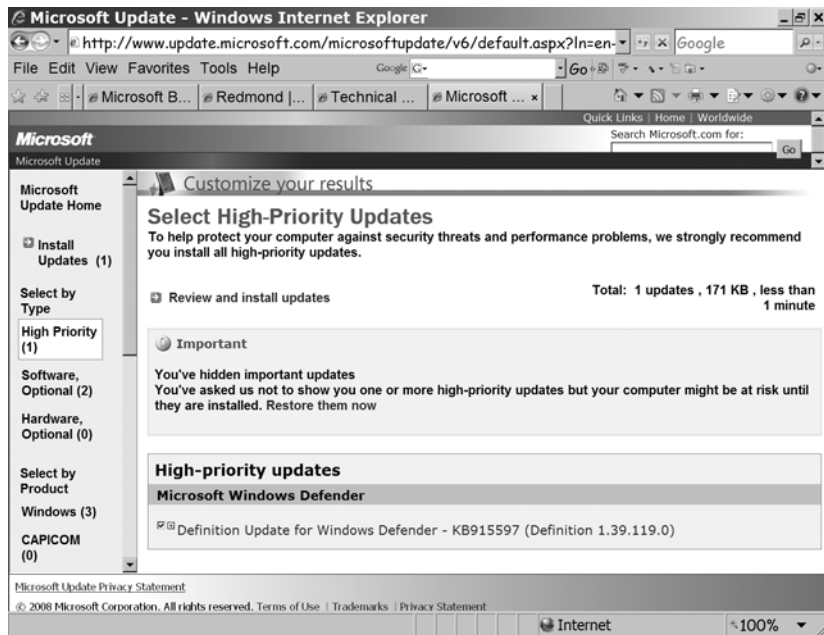 Microsoft Update - Windows Internet Explorer
http://www.update.microsoft.com/microsoftupdate/v6/default.aspx?ln=en-
Google
File Edit View Favorites Tools Help
Google G-
Go
Micros­oft B...
Redmond |...
Technical ...
Microsoft ...
Quick Links | Home | Worldwide
Microsoft
Search Microsoft.com for:
Go
Microsoft Update
Microsoft
Update Home
Install
Updates (1)
Select by
Type
High Priority
(1)
Software,
Optional (2)
Hardware,
Optional (0)
Select by
Product
Windows (3)
CAPICOM
(0)
Customize your results
Select High-Priority Updates
To help protect your computer against security threats and performance problems, we strongly recommend
you install all high-priority updates.
Review and install updates
Total: 1 updates , 171 KB , less than
1 minute
Important
You've hidden important updates
You've asked us not to show you one or more high-priority updates but your computer might be at risk until
they are installed. Restore them now
High-priority updates
Microsoft Windows Defender
Definition Update for Windows Defender - KB915597 (Definition 1.39.119.0)
Microsoft Update Privacy Statement
© 2008 Microsoft Corporation. All rights reserved. Terms of Use | Trademarks | Privacy Statement
Internet
100%